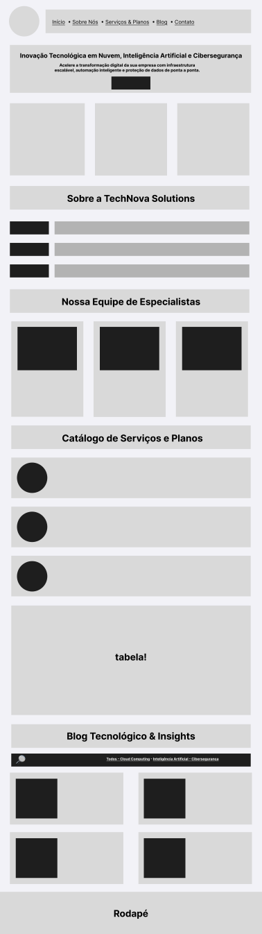 Início • Sobre Nós • Serviços & Planos • Blog • Contato
Inovação Tecnológica em Nuvem, Inteligência Artificial e Cibersegurança
Acelere a transformação digital da sua empresa com infraestrutura
escalável, automação inteligente e proteção de dados de ponta a ponta.
Sobre a TechNova Solutions
Nossa Equipe de Especialistas
Catálogo de Serviços e Planos
tabela!
Blog Tecnológico & Insights
Todos · Cloud Computing · Inteligência Artificial · Cibersegurança
Rodapé